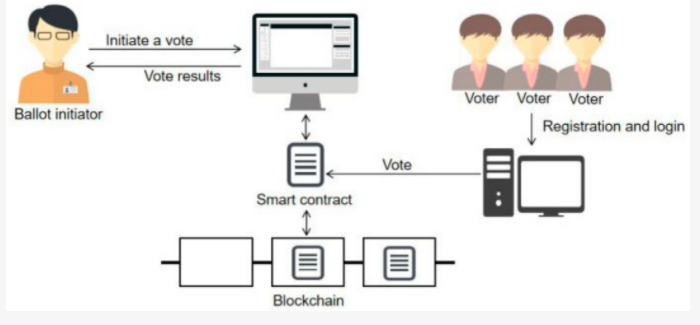 Initiate a vote
Vote results
Ballot initiator
Voter Voter Voter
Registration and login
Vote
Smart contract
Blockchain